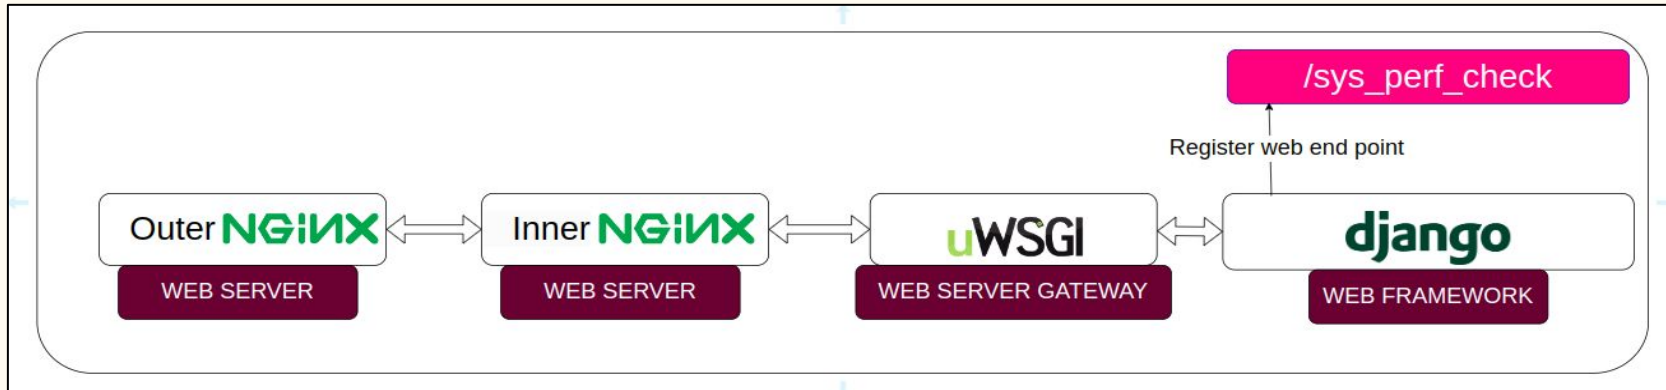 /sys_perf_check
Register web end point
Outer NGINX
Inner NGINX
uWSGI
django
WEB SERVER
WEB SERVER
WEB SERVER GATEWAY
WEB FRAMEWORK